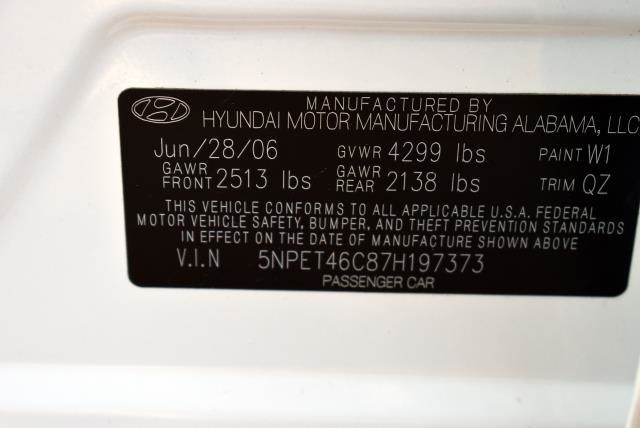 MANUFACTURED BY
HYUNDAI MOTOR MANUFACTURING ALABAMA, LLC
Jun/28/06 GVWR 4299 lbs PAINT W1
GAWR FRONT 2513 lbs GAWR REAR 2138 lbs TRIM QZ
THIS VEHICLE CONFORMS TO ALL APPLICABLE U.S.A. FEDERAL
MOTOR VEHICLE SAFETY, BUMPER, AND THEFT PREVENTION STANDARDS
IN EFFECT ON THE DATE OF MANUFACTURE SHOWN ABOVE
V.I.N 5NPET46C87H197373
PASSENGER CAR